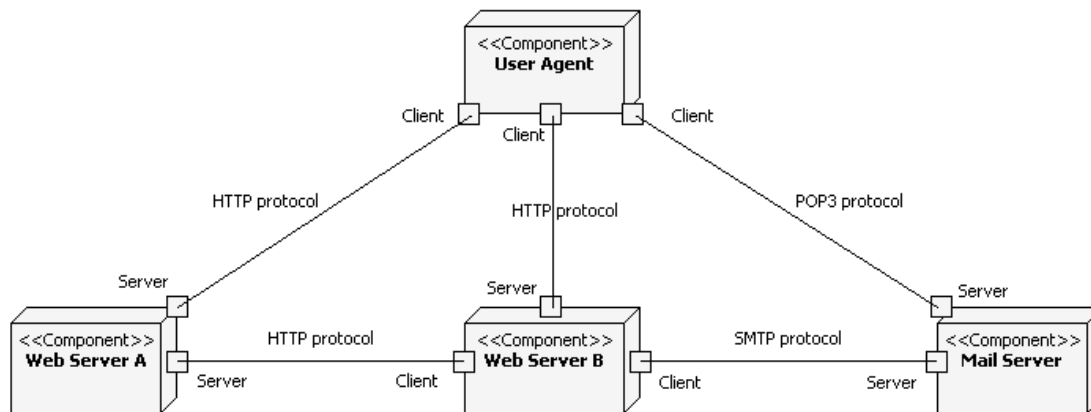 <<Component>>
User Agent
Client
Client
Client
HTTP protocol
HTTP protocol
POP3 protocol
Server
Server
Server
<<Component>>
Web Server A
HTTP protocol
Server
Client
<<Component>>
Web Server B
SMTP protocol
Client
Server
<<Component>>
Mail Server